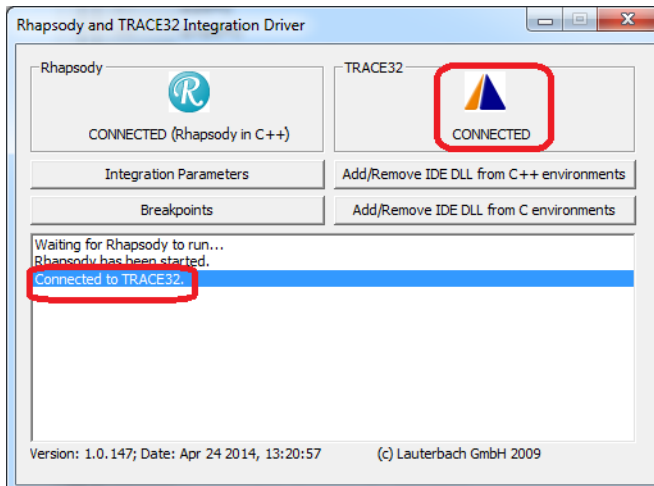 Rhapsody and TRACE32 Integration Driver
Rhapsody
TRACE32
R
CONNECTED (Rhapsody in C++)
CONNECTED
Integration Parameters
Add/Remove IDE DLL from C++ environments
Breakpoints
Add/Remove IDE DLL from C environments
Waiting for Rhapsody to run...
Rhapsody has been started.
Connected to TRACE32.
Version: 1.0.147; Date: Apr 24 2014, 13:20:57
(c) Lauterbach GmbH 2009